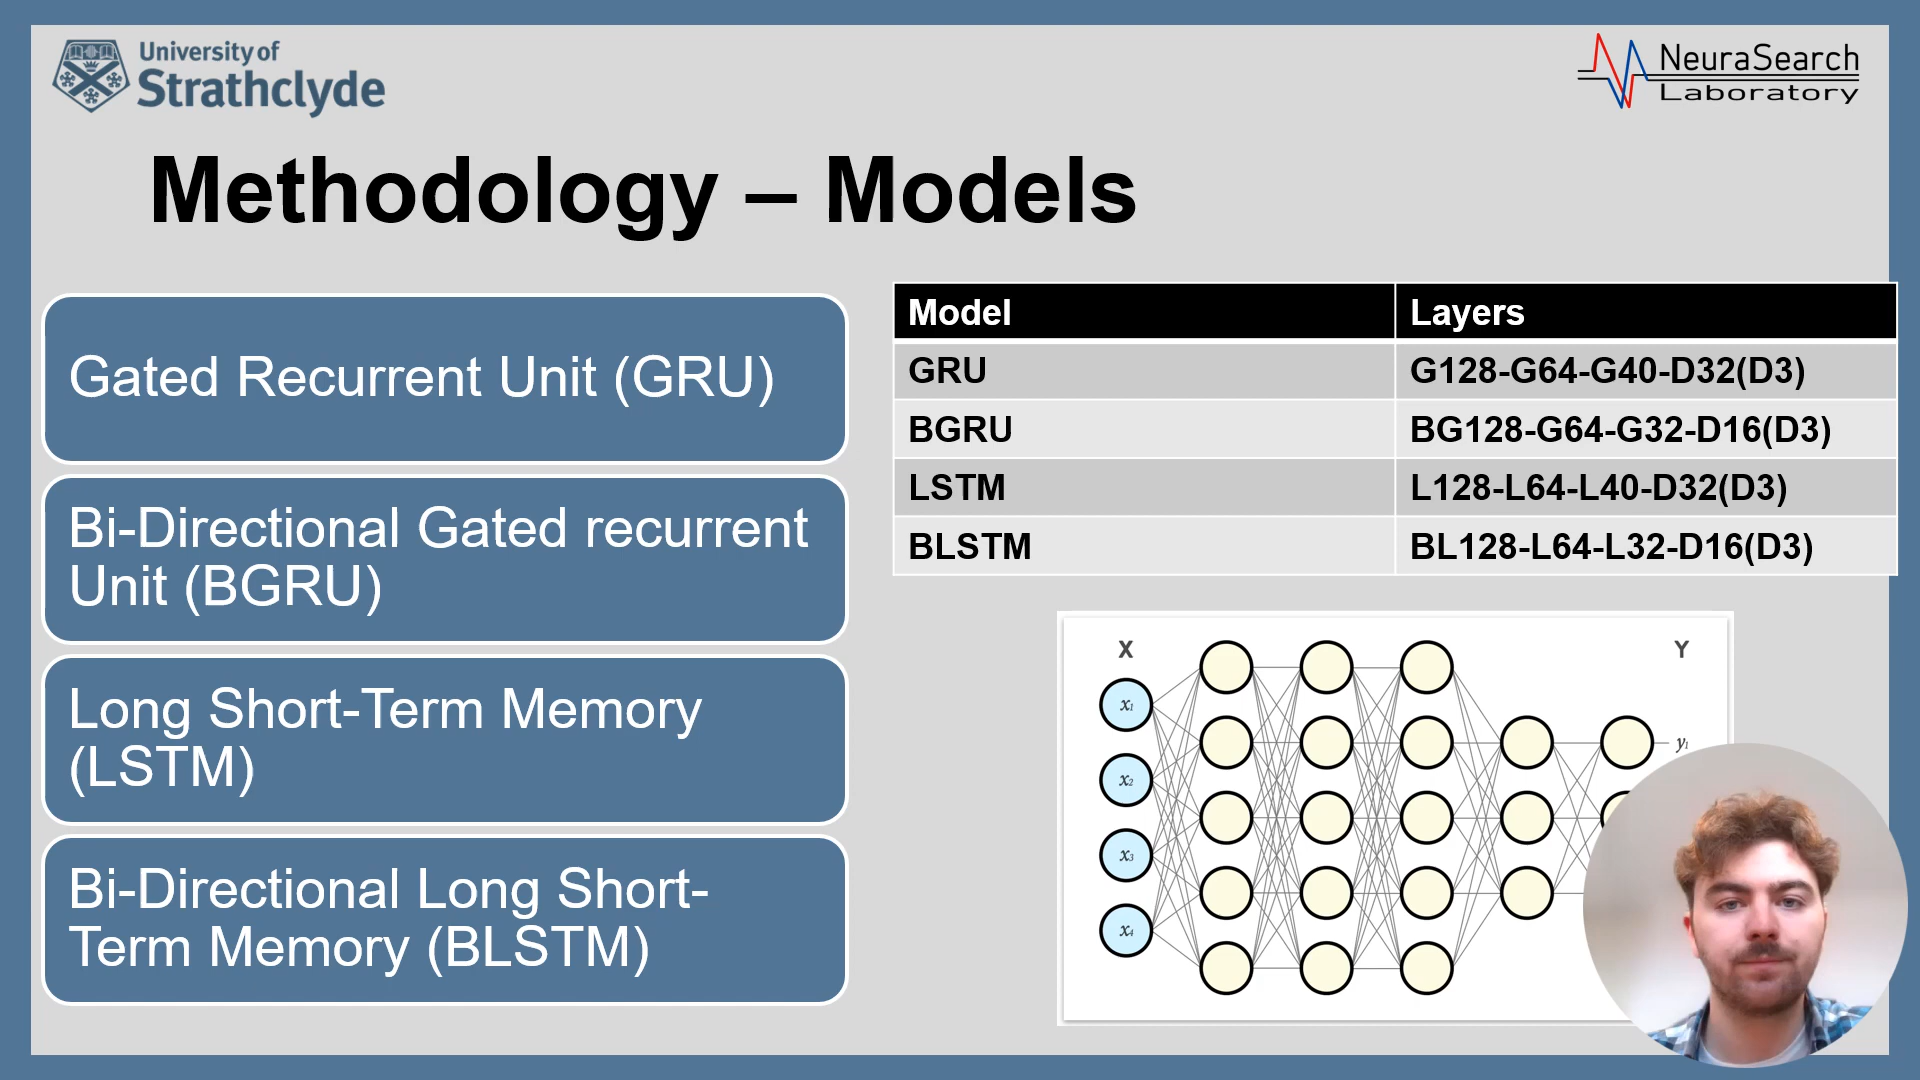 University of
Strathclyde
NeuraSearch
Laboratory
Methodology – Models
Gated Recurrent Unit (GRU)
Bi-Directional Gated recurrent
Unit (BGRU)
Long Short-Term Memory
(LSTM)
Bi-Directional Long Short-
Term Memory (BLSTM)
Model Layers
GRU G128-G64-G40-D32(D3)
BGRU BG128-G64-G32-D16(D3)
LSTM L128-L64-L40-D32(D3)
BLSTM BL128-L64-L32-D16(D3)
X Y
x₁
y₁
x₂
x₃
x₄